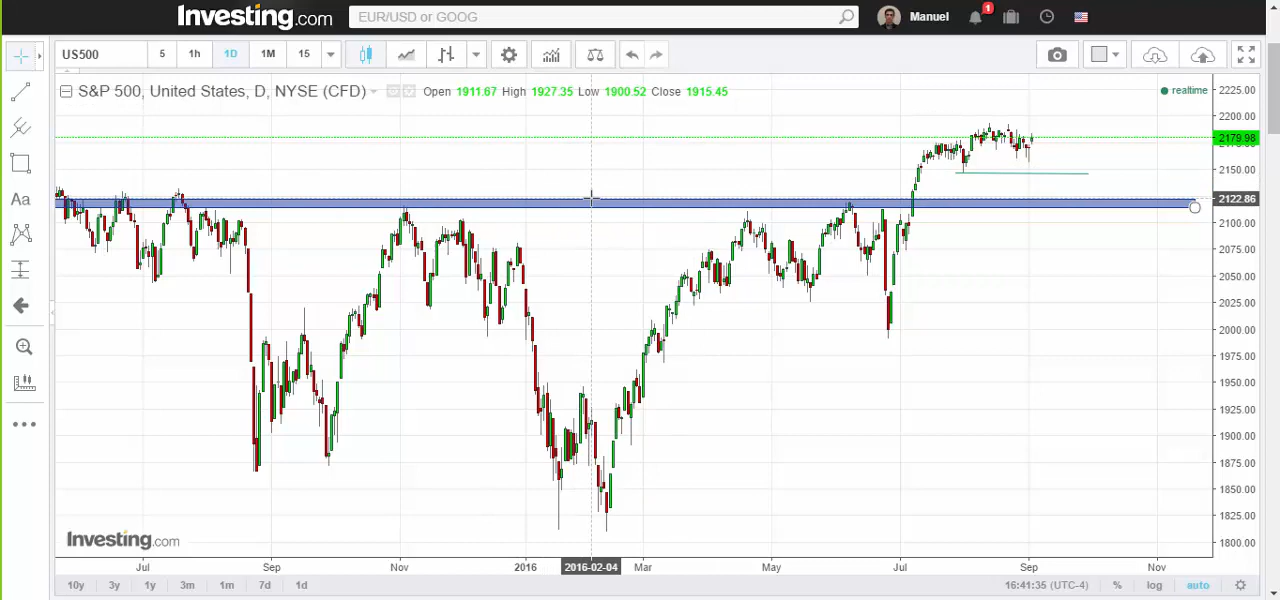 Investing.com EUR/USD or GOOG Manuel 1
US500 5 1h 1D 1M 15
S&P 500, United States, D, NYSE (CFD) Open 1911.67 High 1927.35 Low 1900.52 Close 1915.45
realtime
Aa
2225.00
2200.00
2179.98
2150.00
2122.86
2100.00
2075.00
2050.00
2025.00
2000.00
1975.00
1950.00
1925.00
1900.00
1875.00
1850.00
1825.00
1800.00
Investing.com
Jul Sep Nov 2016 2016-02-04 Mar May Jul Sep Nov
10y 3y 1y 3m 1m 7d 1d 16:41:35 (UTC-4) % log auto